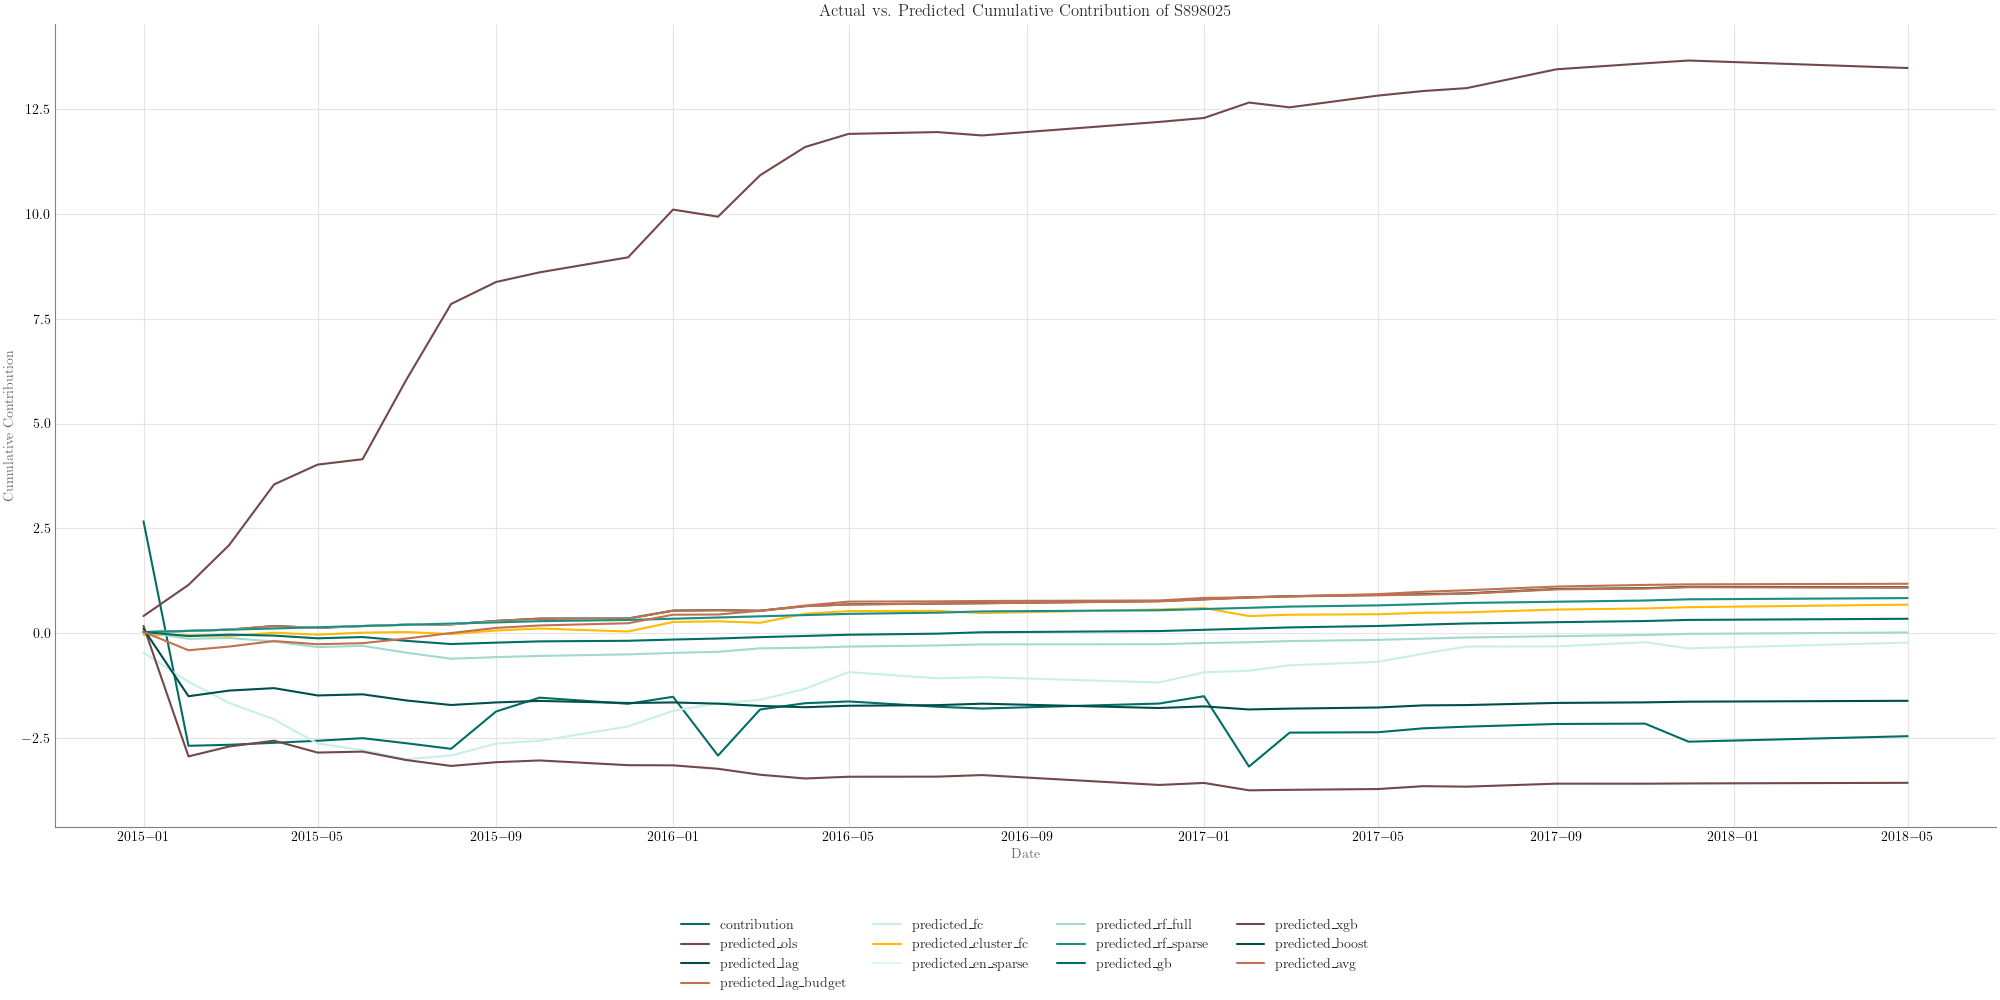 Actual vs. Predicted Cumulative Contribution of S898025
Cumulative Contribution
12.5
10.0
7.5
5.0
2.5
0.0
−2.5
2015−01 2015−05 2015−09 2016−01 2016−05 2016−09 2017−01 2017−05 2017−09 2018−01 2018−05
Date
contribution predicted_fc predicted_rf_full predicted_xgb
predicted_ols predicted_cluster_fc predicted_rf_sparse predicted_boost
predicted_lag predicted_en_sparse predicted_gb predicted_avg
predicted_lag_budget